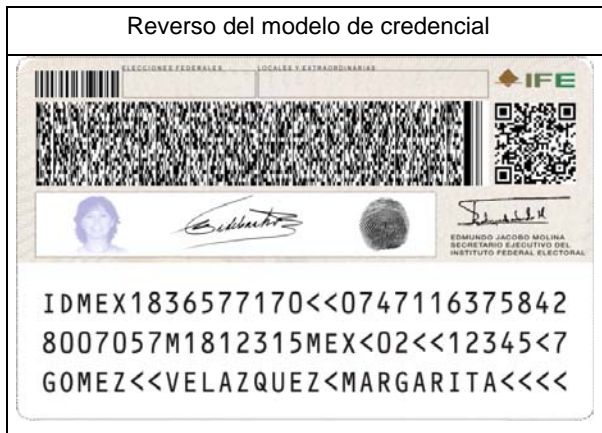 Reverso del modelo de credencial
ELECCIONES FEDERALES
LOCALES Y EXTRAORDINARIAS
IFE
EDMUNDO JACOBO MOLINA
SECRETARIO EJECUTIVO DEL
INSTITUTO FEDERAL ELECTORAL
IDMEX1836577170<<0747116375842
8007057M1812315MEX<02<<12345<7
GOMEZ<<VELAZQUEZ<MARGARITA<<<<